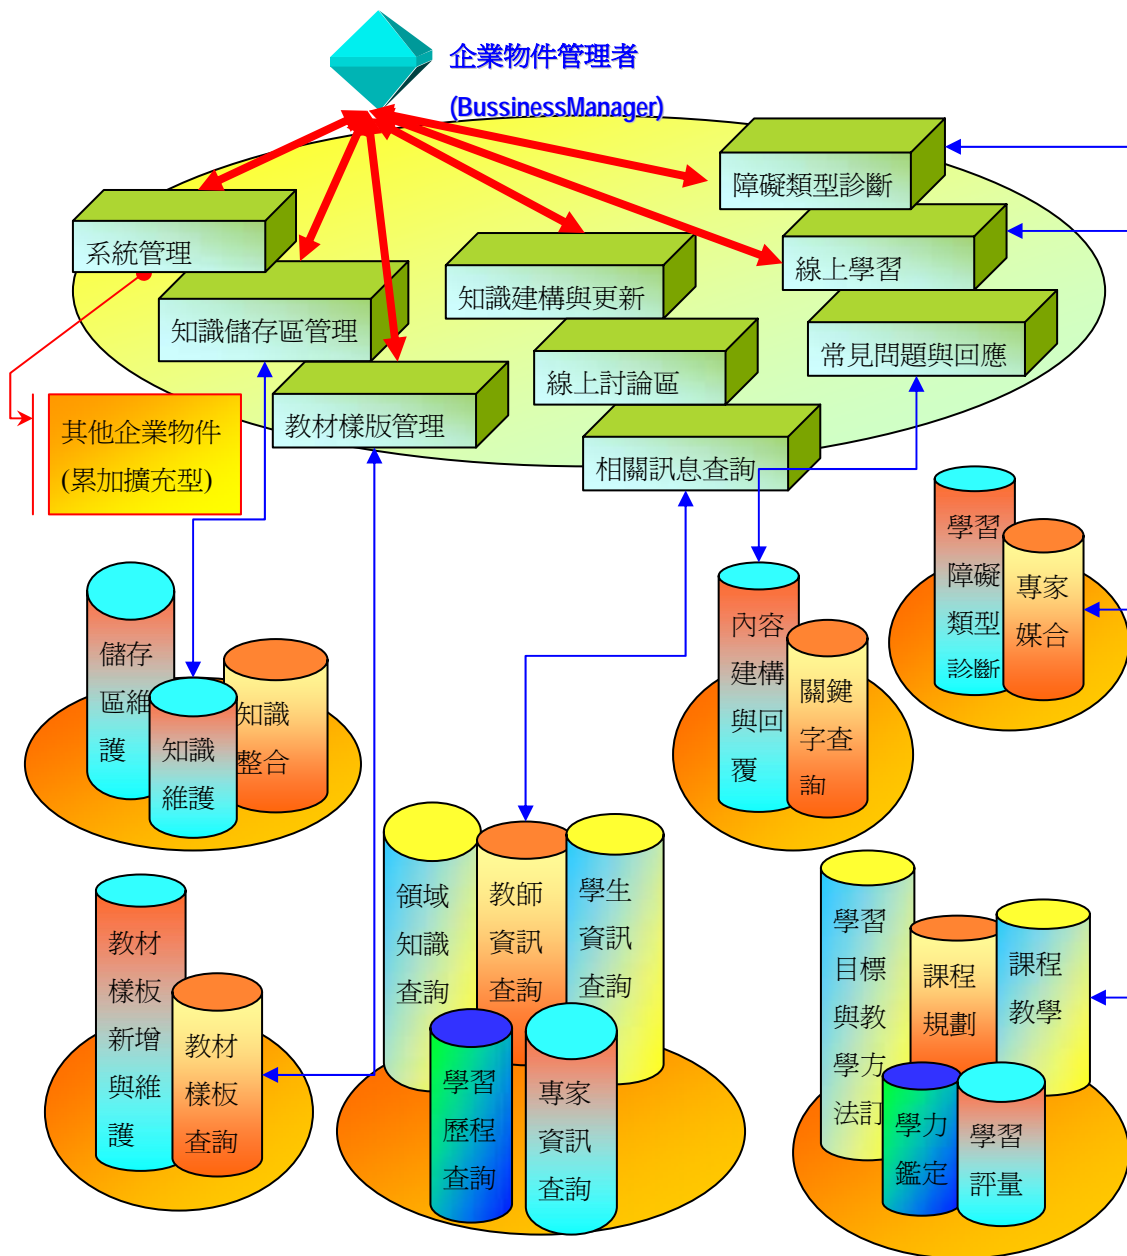 企業物件管理者
(BussinessManager)
障礙類型診斷
系統管理
線上學習
知識建構與更新
知識儲存區管理
常見問題與回應
線上討論區
教材樣版管理
相關訊息查詢
其他企業物件
(累加擴充型)
學習
障礙
類型
診斷
專家
媒合
儲存
區維
護
知識
維護
知識
整合
內容
建構
與回
覆
關鍵
字查
詢
領域
知識
查詢
教師
資訊
查詢
學生
資訊
查詢
學習
歷程
查詢
專家
資訊
查詢
教材
樣板
新增
與維
護
教材
樣板
查詢
學習
目標
與教
學方
法訂
課程
規劃
課程
教學
學力
鑑定
學習
評量